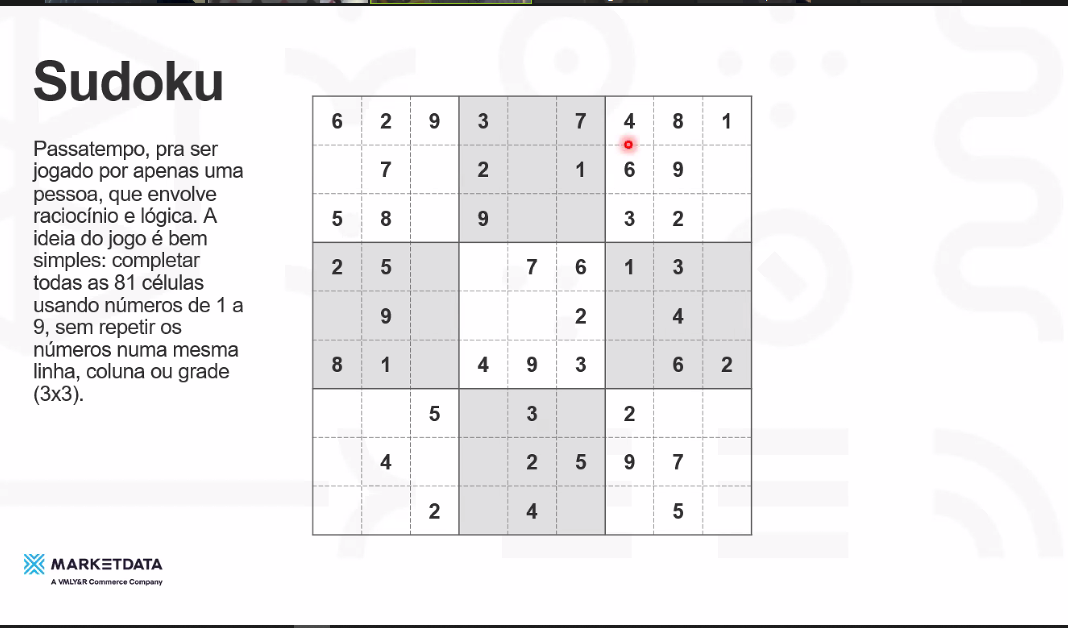 Sudoku
Passatempo, pra ser
jogado por apenas uma
pessoa, que envolve
raciocínio e lógica. A
ideia do jogo é bem
simples: completar
todas as 81 células
usando números de 1 a
9, sem repetir os
números numa mesma
linha, coluna ou grade
(3x3).
6 2 9 3 7 4 8 1
7 2 1 6 9
5 8 9 3 2
2 5 7 6 1 3
9 2 4
8 1 4 9 3 6 2
5 3 2
4 2 5 9 7
2 4 5
MARKETDATA
A VMLY&R Commerce Company